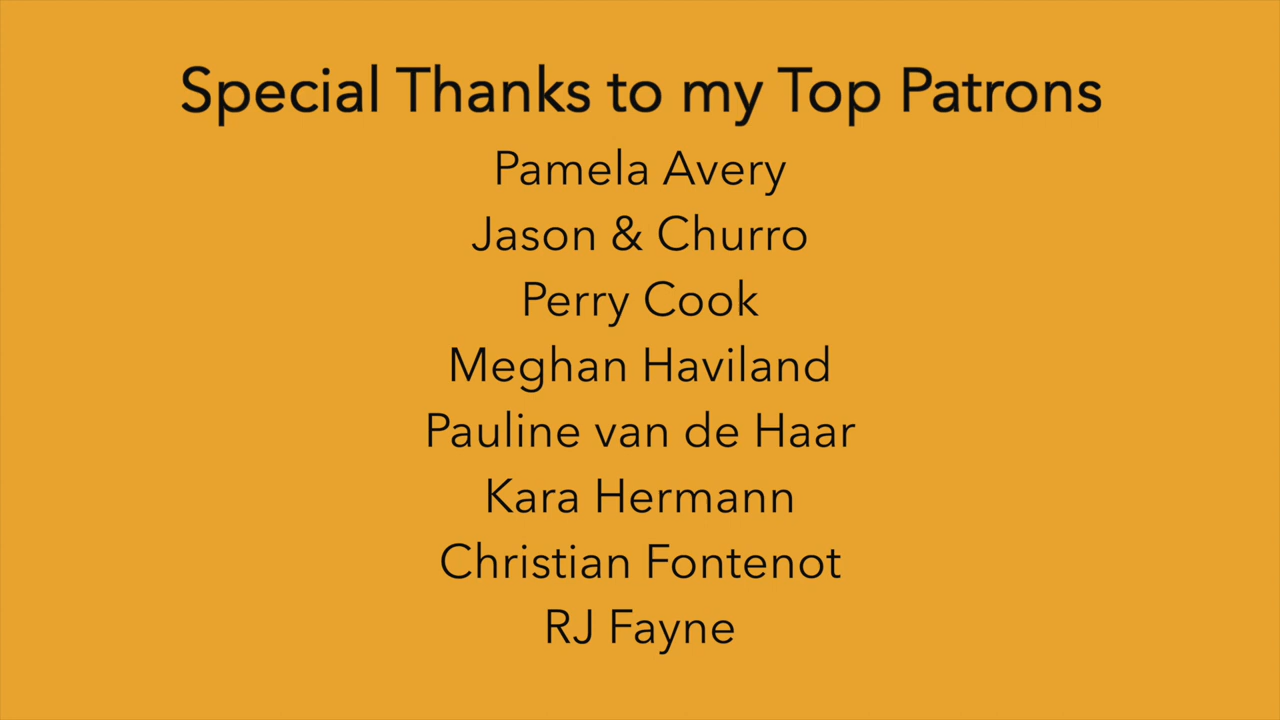 Special Thanks to my Top Patrons
Pamela Avery
Jason & Churro
Perry Cook
Meghan Haviland
Pauline van de Haar
Kara Hermann
Christian Fontenot
RJ Fayne